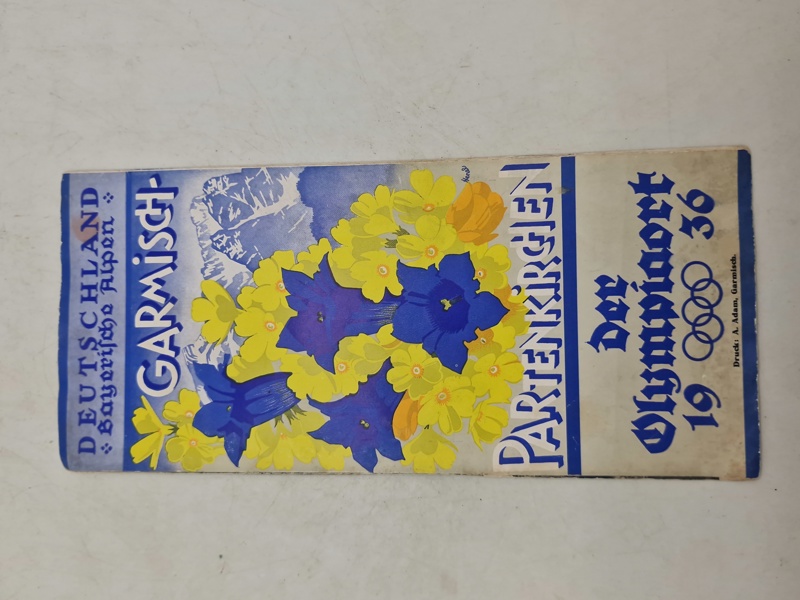 DEUTSCHLAND
Bayerische Alpen
GARMISCH-
PARTENKIRCHEN
Der
Olympiaort
19 36
Druck: A. Adam, Garmisch.